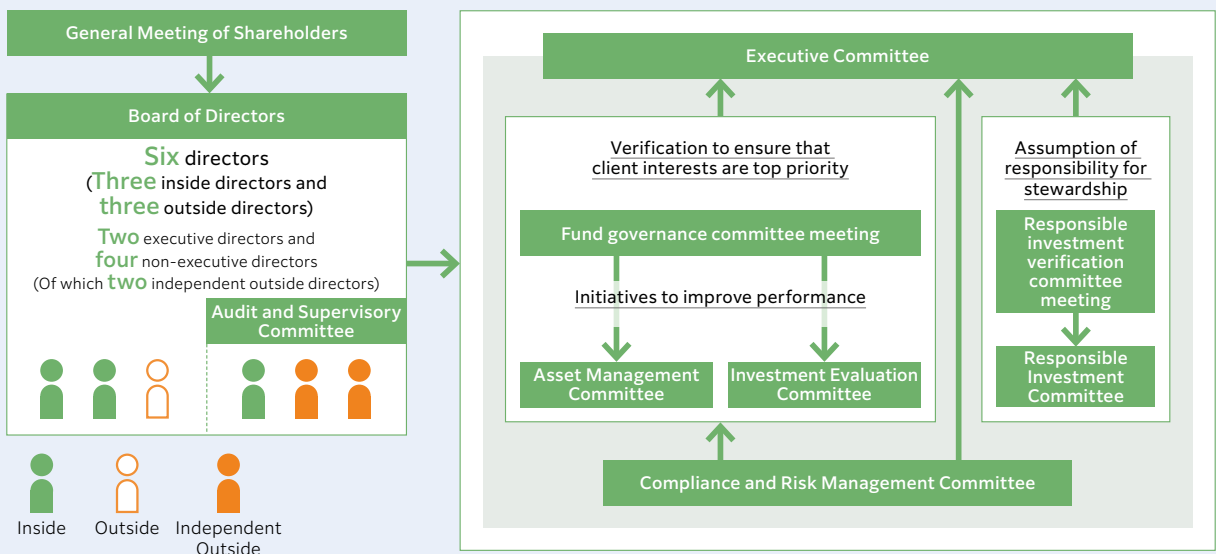 General Meeting of Shareholders
Board of Directors
Six directors
(Three inside directors and
three outside directors)
Two executive directors and
four non-executive directors
(Of which two independent outside directors)
Audit and Supervisory
Committee
Inside
Outside
Independent
Outside
Executive Committee
Verification to ensure that
client interests are top priority
Fund governance committee meeting
Initiatives to improve performance
Asset Management
Committee
Investment Evaluation
Committee
Assumption of
responsibility for
stewardship
Responsible
investment
verification
committee
meeting
Responsible
Investment
Committee
Compliance and Risk Management Committee